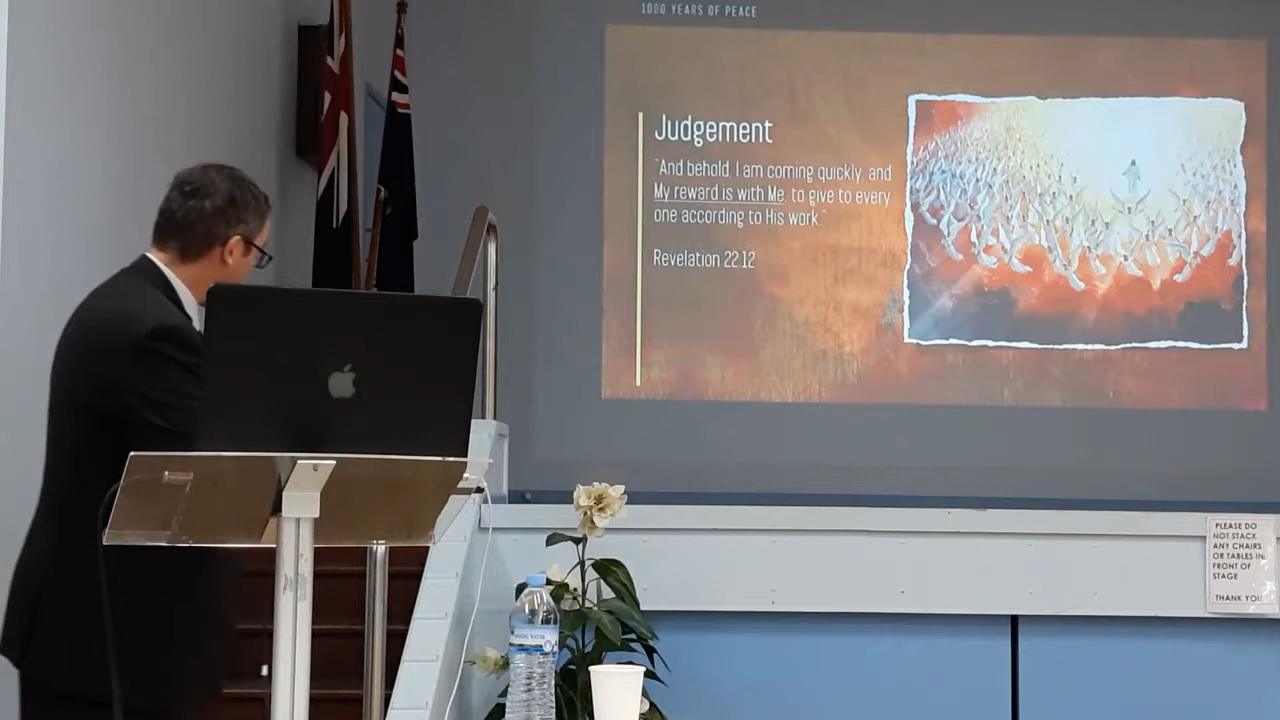 1000 YEARS OF PEACE
Judgement
"And behold, I am coming quickly, and
My reward is with Me, to give to every
one according to His work."
Revelation 22:12
PLEASE DO
NOT STACK
ANY CHAIRS
OR TABLES IN
FRONT OF
STAGE
THANK YOU
SPRING WATER